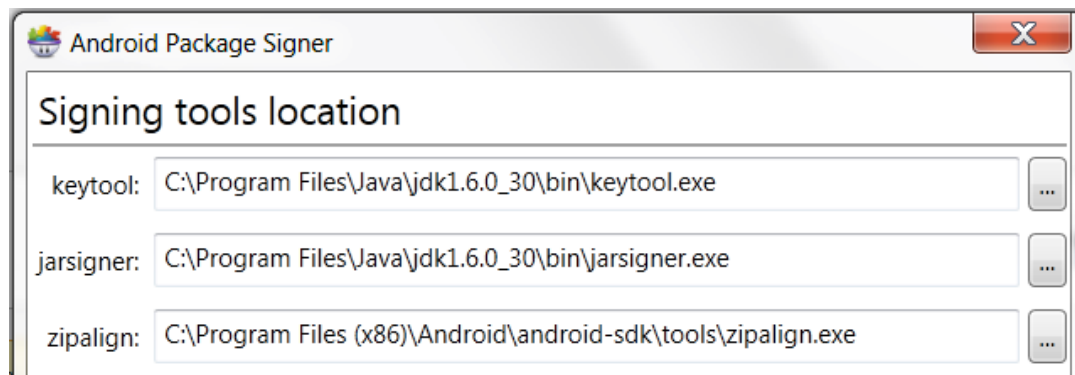 Android Package Signer
X
Signing tools location
keytool: C:\Program Files\Java\jdk1.6.0_30\bin\keytool.exe ...
jarsigner: C:\Program Files\Java\jdk1.6.0_30\bin\jarsigner.exe ...
zipalign: C:\Program Files (x86)\Android\android-sdk\tools\zipalign.exe ...